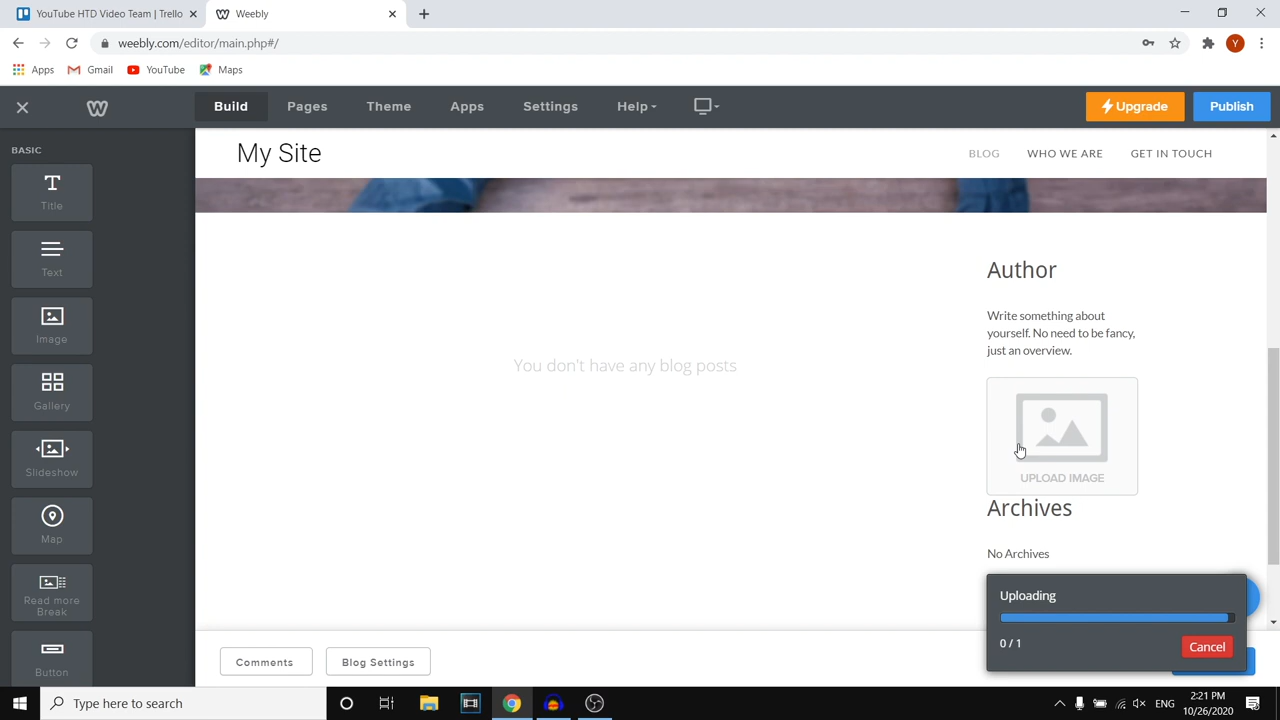 YouTube HTD Video Team | Trello
Weebly
weebly.com/editor/main.php#/
Y
Apps
Gmail
YouTube
Maps
Build
Pages
Theme
Apps
Settings
Help
Upgrade
Publish
BASIC
Title
Text
Image
Gallery
Slideshow
Map
Read more
Break
Button
My Site
BLOG
WHO WE ARE
GET IN TOUCH
You don't have any blog posts
Author
Write something about
yourself. No need to be fancy,
just an overview.
UPLOAD IMAGE
Archives
No Archives
Uploading
0 / 1
Cancel
Comments
Blog Settings
Type here to search
ENG
2:21 PM
10/26/2020